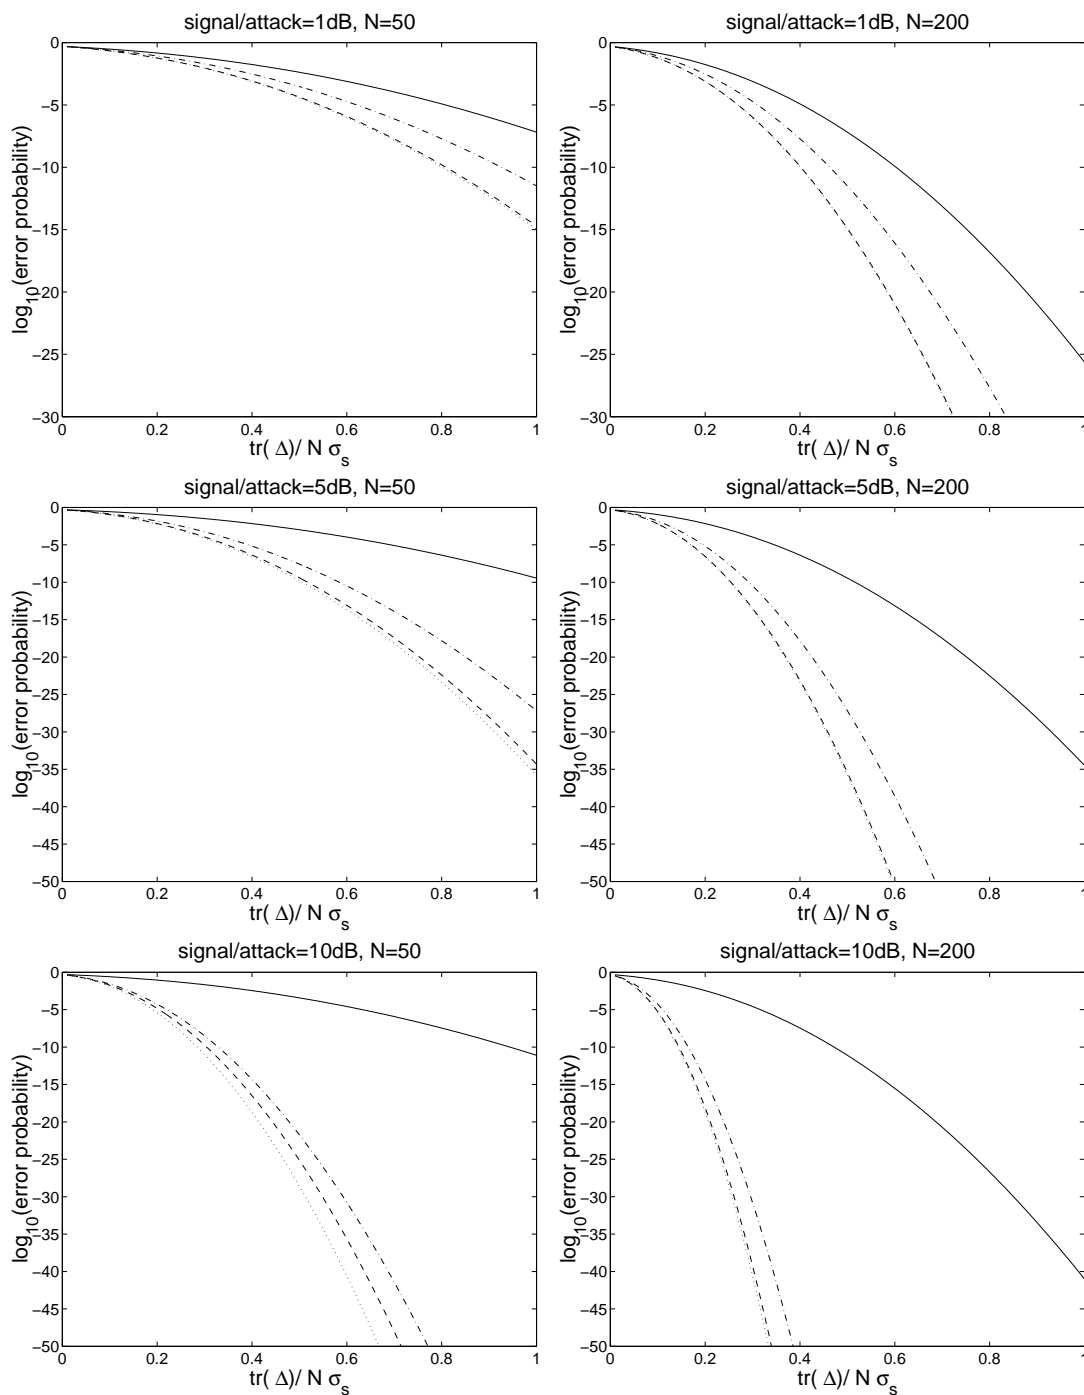 signal/attack=1dB, N=50
log10(error probability)
0
−5
−10
−15
−20
−25
−30
0 0.2 0.4 0.6 0.8 1
tr( Δ)/ N σs
signal/attack=1dB, N=200
log10(error probability)
0
−5
−10
−15
−20
−25
−30
0 0.2 0.4 0.6 0.8 1
tr( Δ)/ N σs
signal/attack=5dB, N=50
log10(error probability)
0
−5
−10
−15
−20
−25
−30
−35
−40
−45
−50
0 0.2 0.4 0.6 0.8 1
tr( Δ)/ N σs
signal/attack=5dB, N=200
log10(error probability)
0
−5
−10
−15
−20
−25
−30
−35
−40
−45
−50
0 0.2 0.4 0.6 0.8 1
tr( Δ)/ N σs
signal/attack=10dB, N=50
log10(error probability)
0
−5
−10
−15
−20
−25
−30
−35
−40
−45
−50
0 0.2 0.4 0.6 0.8 1
tr( Δ)/ N σs
signal/attack=10dB, N=200
log10(error probability)
0
−5
−10
−15
−20
−25
−30
−35
−40
−45
−50
0 0.2 0.4 0.6 0.8 1
tr( Δ)/ N σs